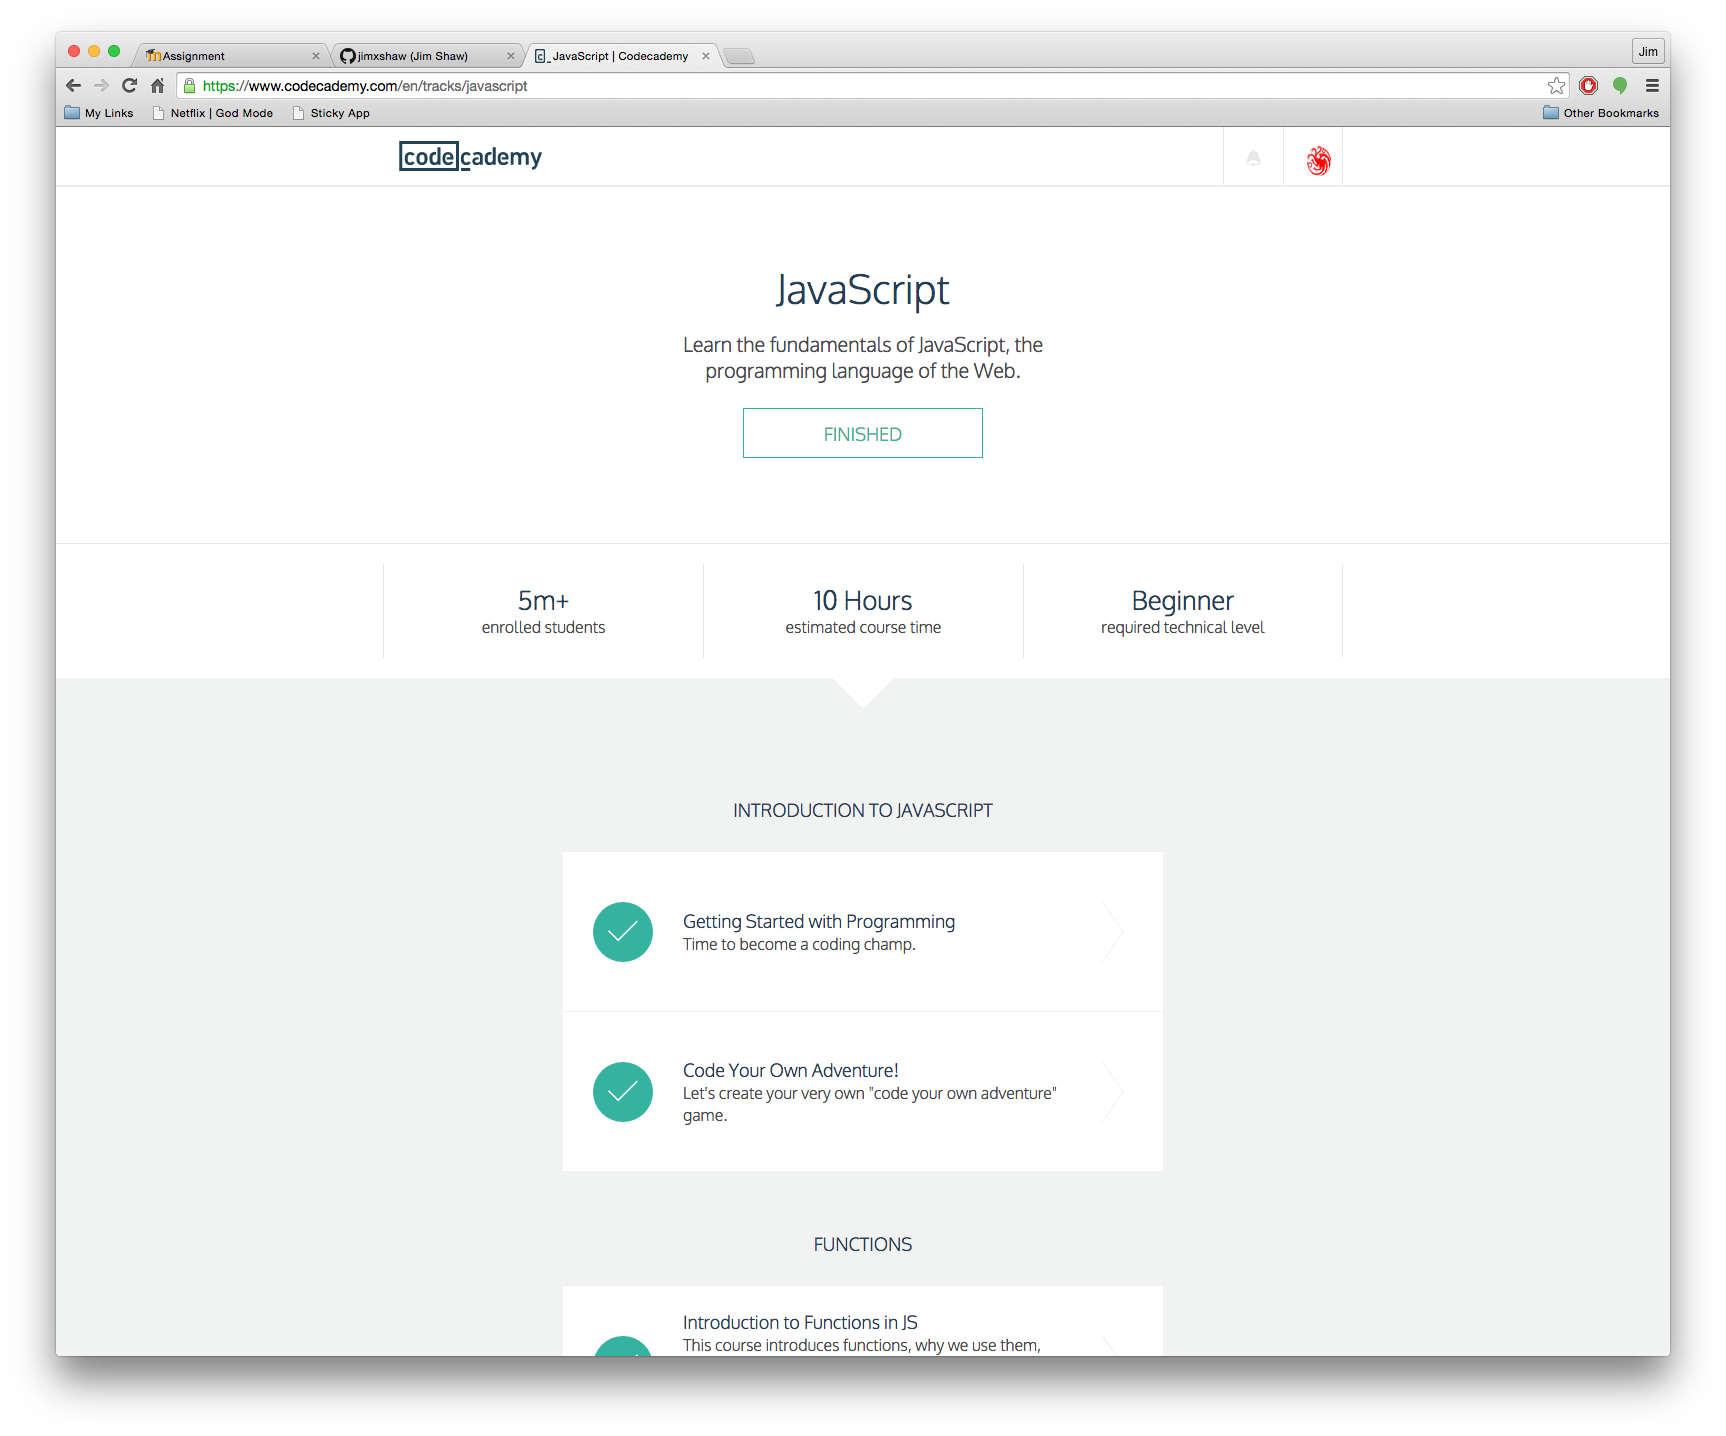 Assignment
jimxshaw (Jim Shaw)
c_ JavaScript | Codecademy
Jim
https://www.codecademy.com/en/tracks/javascript
My Links
Netflix | God Mode
Sticky App
Other Bookmarks
codecademy
JavaScript
Learn the fundamentals of JavaScript, the
programming language of the Web.
FINISHED
5m+
enrolled students
10 Hours
estimated course time
Beginner
required technical level
INTRODUCTION TO JAVASCRIPT
Getting Started with Programming
Time to become a coding champ.
Code Your Own Adventure!
Let's create your very own "code your own adventure"
game.
FUNCTIONS
Introduction to Functions in JS
This course introduces functions, why we use them,